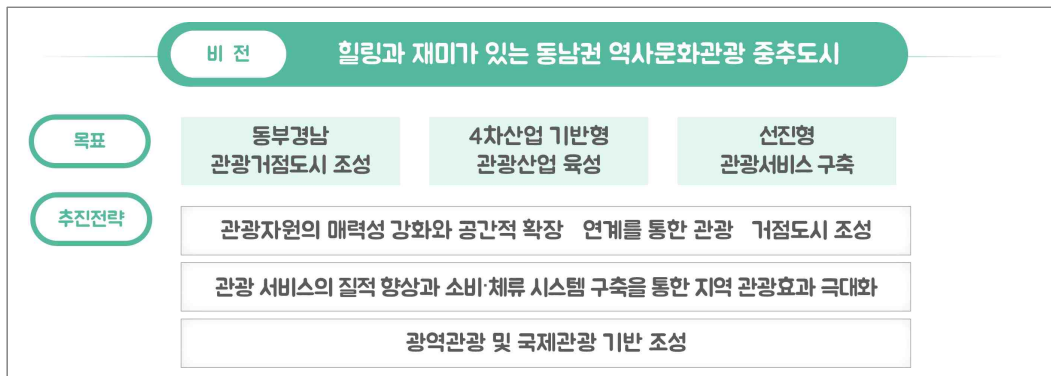 비 전
힐링과 재미가 있는 동남권 역사문화관광 중추도시
목표
동부경남
관광거점도시 조성
4차산업 기반형
관광산업 육성
선진형
관광서비스 구축
추진전략
관광자원의 매력성 강화와 공간적 확장 연계를 통한 관광 거점도시 조성
관광 서비스의 질적 향상과 소비·체류 시스템 구축을 통한 지역 관광효과 극대화
광역관광 및 국제관광 기반 조성